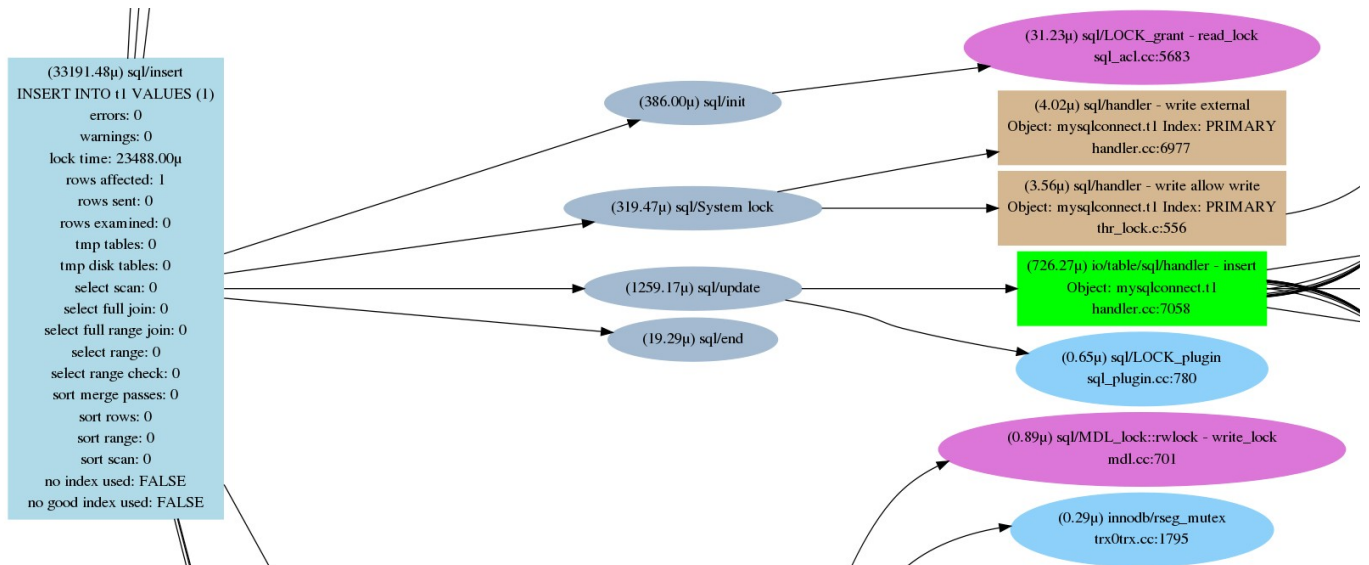 (33191.48μ) sql/insert
INSERT INTO t1 VALUES (1)
errors: 0
warnings: 0
lock time: 23488.00μ
rows affected: 1
rows sent: 0
rows examined: 0
tmp tables: 0
tmp disk tables: 0
select scan: 0
select full join: 0
select full range join: 0
select range: 0
select range check: 0
sort merge passes: 0
sort rows: 0
sort range: 0
sort scan: 0
no index used: FALSE
no good index used: FALSE
(386.00μ) sql/init
(319.47μ) sql/System lock
(1259.17μ) sql/update
(19.29μ) sql/end
(31.23μ) sql/LOCK_grant - read_lock
sql_acl.cc:5683
(4.02μ) sql/handler - write external
Object: mysqlconnect.t1 Index: PRIMARY
handler.cc:6977
(3.56μ) sql/handler - write allow write
Object: mysqlconnect.t1 Index: PRIMARY
thr_lock.c:556
(726.27μ) io/table/sql/handler - insert
Object: mysqlconnect.t1
handler.cc:7058
(0.65μ) sql/LOCK_plugin
sql_plugin.cc:780
(0.89μ) sql/MDL_lock::rwlock - write_lock
mdl.cc:701
(0.29μ) innodb/rseg_mutex
trx0trx.cc:1795